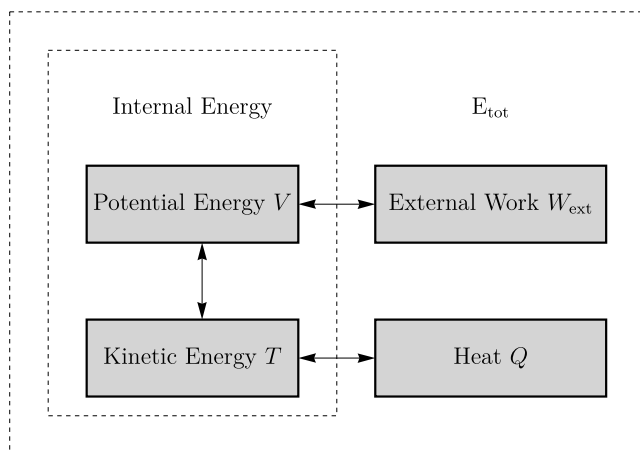 Internal Energy
E_tot
Potential Energy V
External Work W_ext
Kinetic Energy T
Heat Q